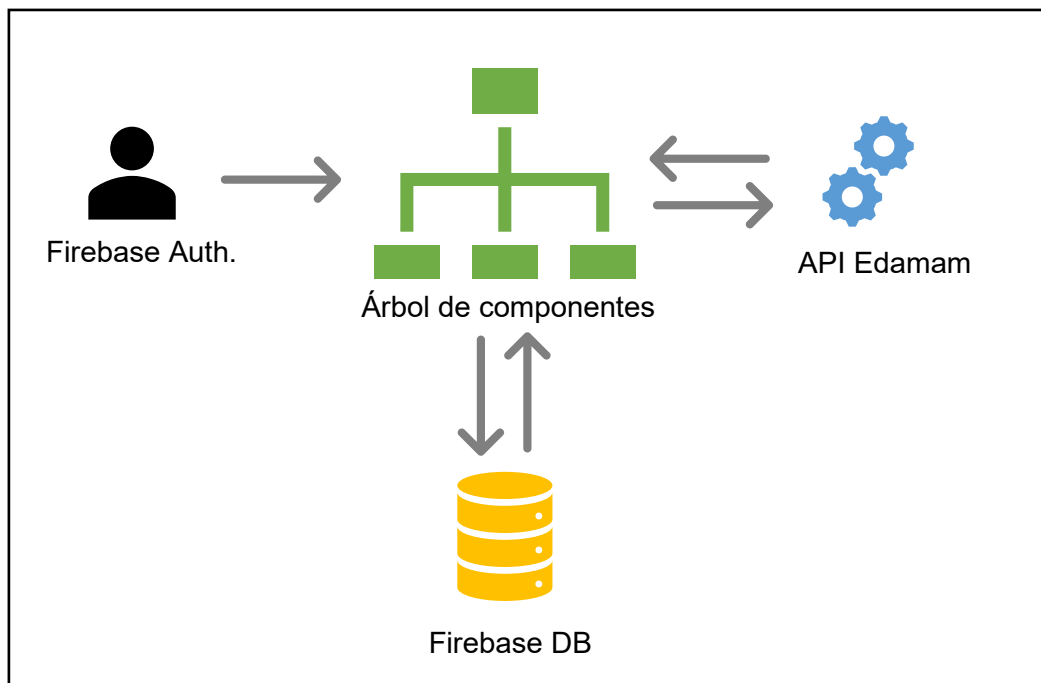 Firebase Auth.
API Edamam
Árbol de componentes
Firebase DB